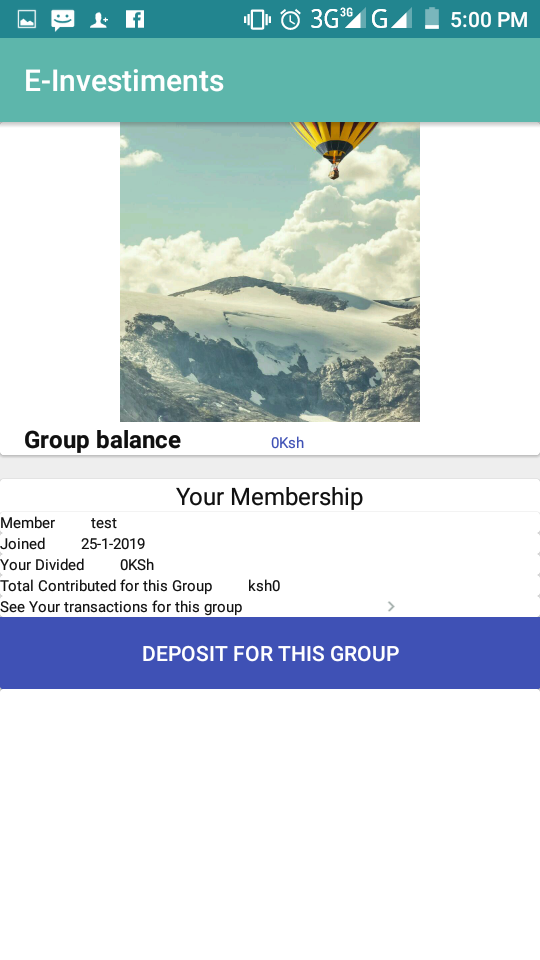 3G 3G G 5:00 PM
E-Investiments
Group balance 0Ksh
Your Membership
Member test
Joined 25-1-2019
Your Divided 0KSh
Total Contributed for this Group ksh0
See Your transactions for this group
DEPOSIT FOR THIS GROUP